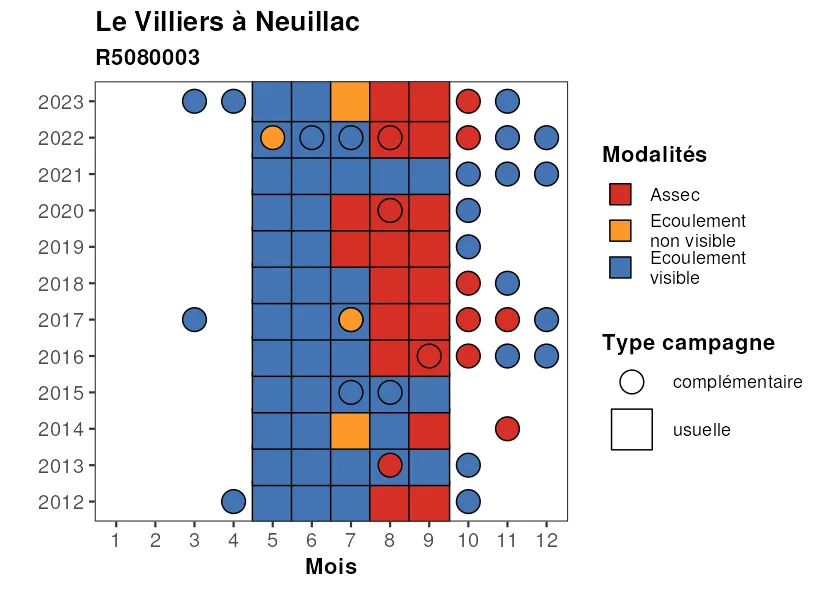 Le Villiers à Neuillac
R5080003
2023
2022
2021
2020
2019
2018
2017
2016
2015
2014
2013
2012
1 2 3 4 5 6 7 8 9 10 11 12
Mois
Modalités
Assec
Ecoulement
non visible
Ecoulement
visible
Type campagne
complémentaire
usuelle